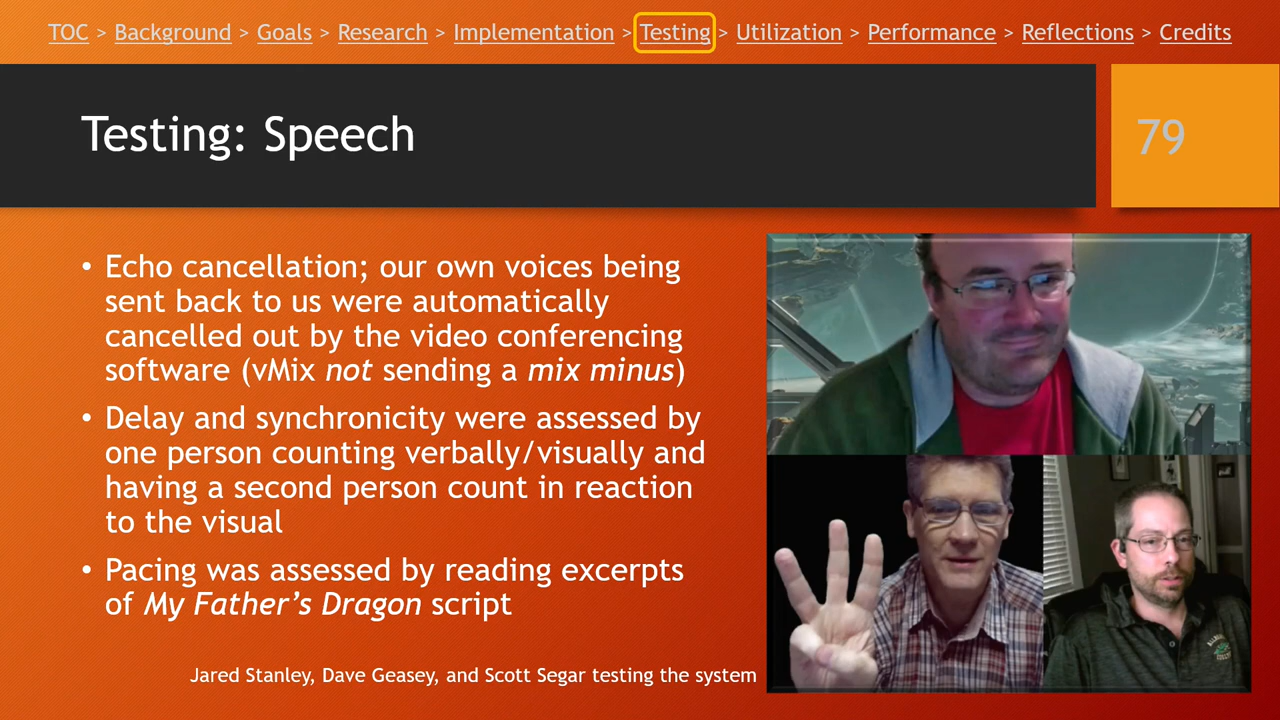 TOC > Background > Goals > Research > Implementation > Testing > Utilization > Performance > Reflections > Credits
Testing: Speech
79
• Echo cancellation; our own voices being
sent back to us were automatically
cancelled out by the video conferencing
software (vMix not sending a mix minus)
• Delay and synchronicity were assessed by
one person counting verbally/visually and
having a second person count in reaction
to the visual
• Pacing was assessed by reading excerpts
of My Father’s Dragon script
Jared Stanley, Dave Geasey, and Scott Segar testing the system